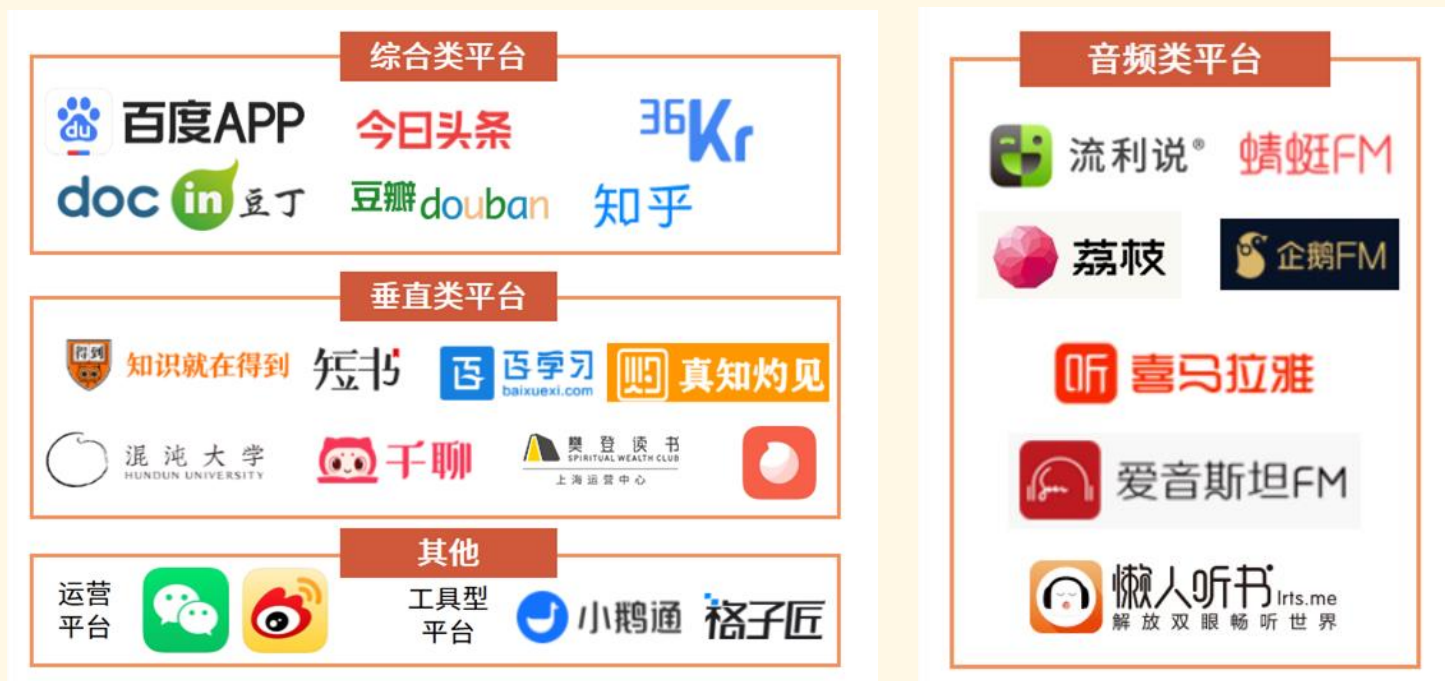 综合类平台
du 百度APP
今日头条
36Kr
docin豆丁
豆瓣douban
知乎
垂直类平台
得到 知识就在得到
短书
百学习
baixuexi.com
真知灼见
混沌大学
HUNDUN UNIVERSITY
千聊
樊登读书
SPIRITUAL WEALTH CLUB
上海运营中心
其他
运营
平台
工具型
平台
小鹅通
格子匠
音频类平台
流利说®
蜻蜓FM
荔枝
企鹅FM
听 喜马拉雅
爱音斯坦FM
懒人听书 lrts.me
解放双眼畅听世界